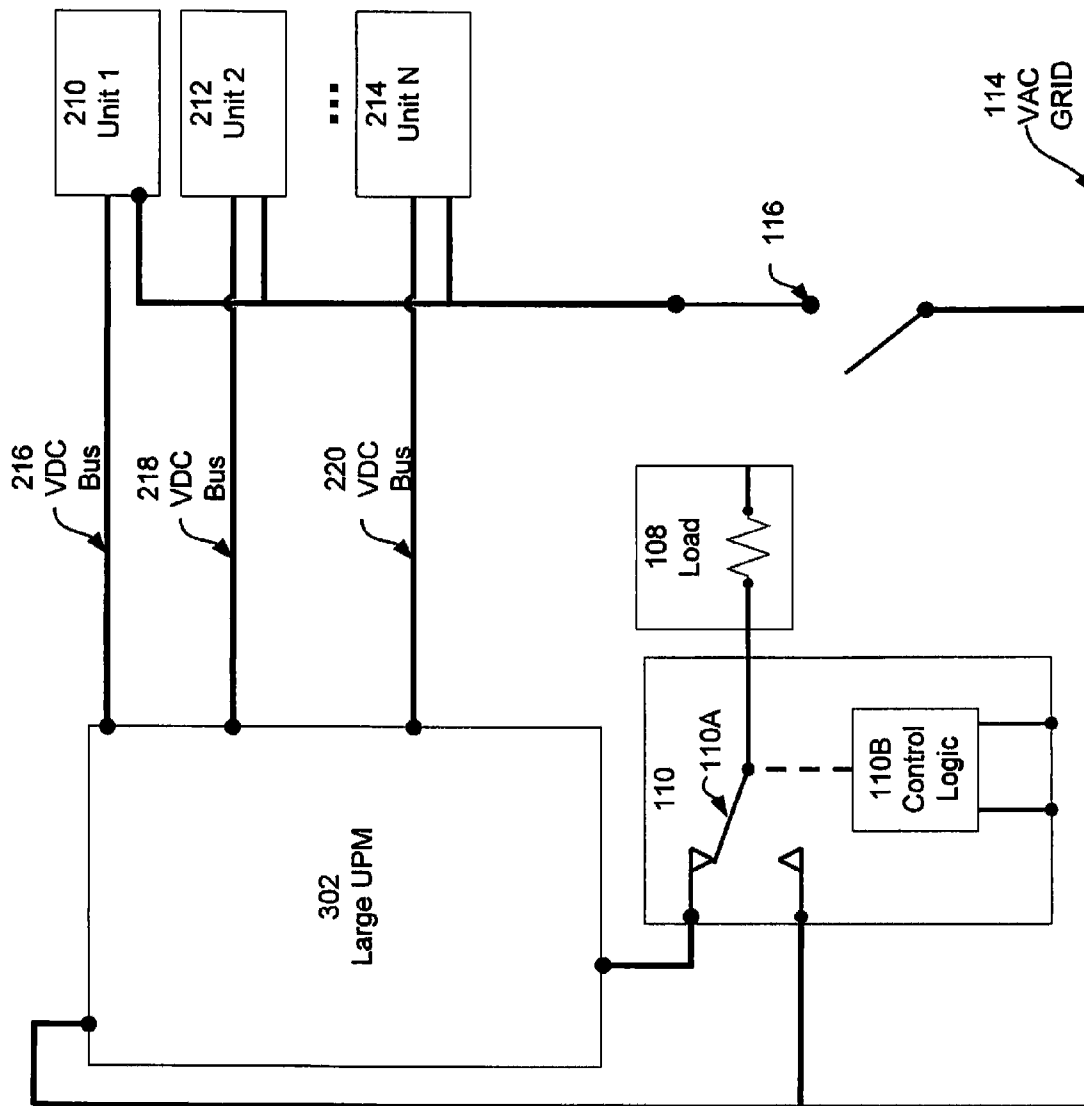 210
Unit 1
212
Unit 2
...
214
Unit N
216
VDC
Bus
218
VDC
Bus
220
VDC
Bus
116
114
VAC
GRID
108
Load
302
Large UPM
110
110A
110B
Control
Logic